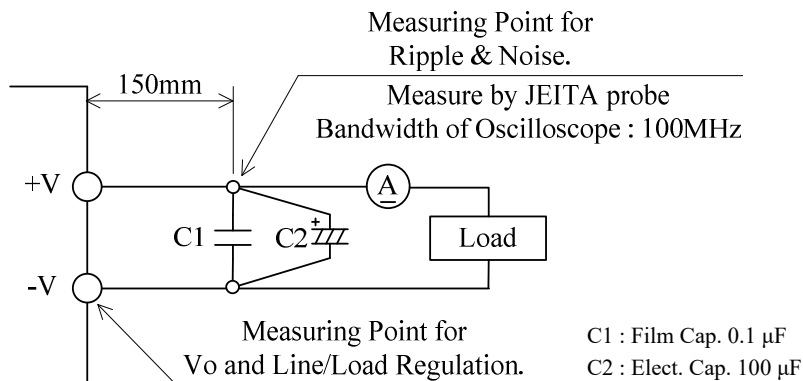 Measuring Point for
Ripple & Noise.
150mm
Measure by JEITA probe
Bandwidth of Oscilloscope : 100MHz
+V
A
C1
+
C2
Load
-V
Measuring Point for
Vo and Line/Load Regulation.
C1 : Film Cap. 0.1 μF
C2 : Elect. Cap. 100 μF